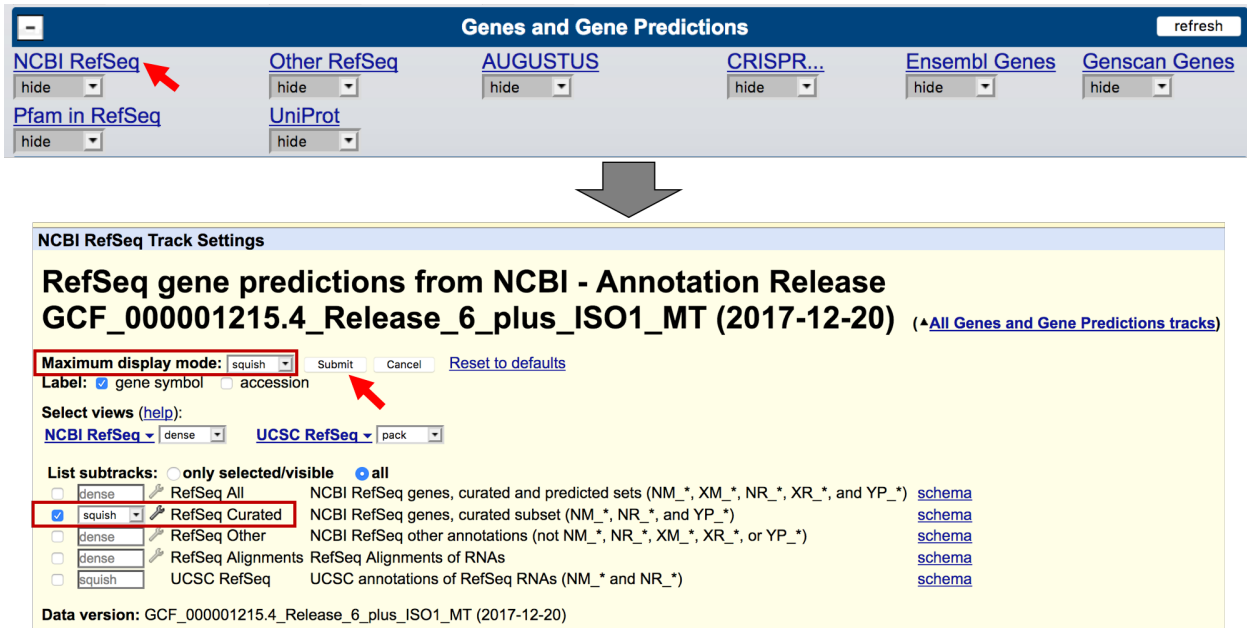 Genes and Gene Predictions refresh
NCBI RefSeq Other RefSeq AUGUSTUS CRISPR... Ensembl Genes Genscan Genes
hide hide hide hide hide hide
Pfam in RefSeq UniProt
hide hide
NCBI RefSeq Track Settings
RefSeq gene predictions from NCBI - Annotation Release
GCF_000001215.4_Release_6_plus_ISO1_MT (2017-12-20) (All Genes and Gene Predictions tracks)
Maximum display mode: squish Submit Cancel Reset to defaults
Label: gene symbol accession
Select views (help):
NCBI RefSeq dense UCSC RefSeq pack
List subtracks: only selected/visible all
dense RefSeq All NCBI RefSeq genes, curated and predicted sets (NM_*, XM_*, NR_*, XR_*, and YP_*) schema
squish RefSeq Curated NCBI RefSeq genes, curated subset (NM_*, NR_*, and YP_*) schema
dense RefSeq Other NCBI RefSeq other annotations (not NM_*, NR_*, XM_*, XR_*, or YP_*) schema
dense RefSeq Alignments RefSeq Alignments of RNAs schema
squish UCSC RefSeq UCSC annotations of RefSeq RNAs (NM_* and NR_*) schema
Data version: GCF_000001215.4_Release_6_plus_ISO1_MT (2017-12-20)